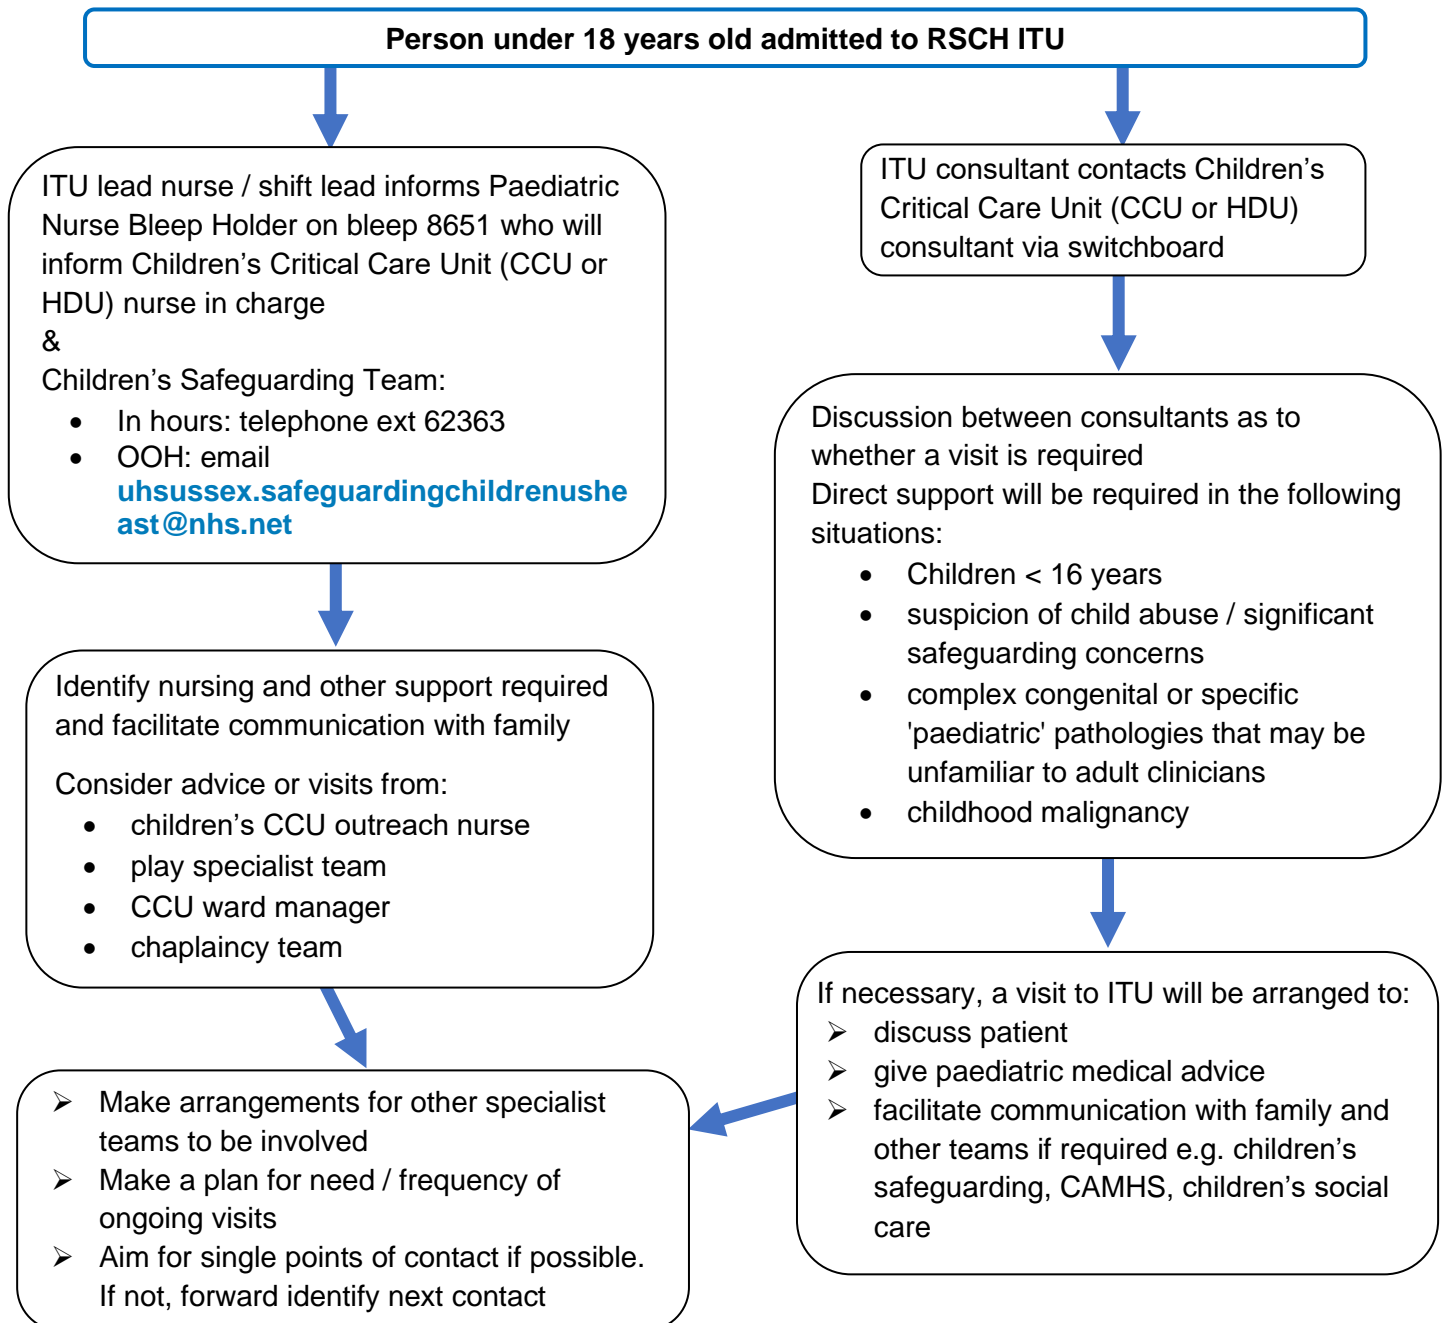 Person under 18 years old admitted to RSCH ITU
ITU lead nurse / shift lead informs Paediatric
Nurse Bleep Holder on bleep 8651 who will
inform Children’s Critical Care Unit (CCU or
HDU) nurse in charge
&
Children’s Safeguarding Team:
• In hours: telephone ext 62363
• OOH: email
uhsussex.safeguardingchildrenushe
ast@nhs.net
Identify nursing and other support required
and facilitate communication with family
Consider advice or visits from:
• children’s CCU outreach nurse
• play specialist team
• CCU ward manager
• chaplaincy team
ITU consultant contacts Children’s
Critical Care Unit (CCU or HDU)
consultant via switchboard
Discussion between consultants as to
whether a visit is required
Direct support will be required in the following
situations:
• Children < 16 years
• suspicion of child abuse / significant
safeguarding concerns
• complex congenital or specific
'paediatric' pathologies that may be
unfamiliar to adult clinicians
• childhood malignancy
If necessary, a visit to ITU will be arranged to:
➢ discuss patient
➢ give paediatric medical advice
➢ facilitate communication with family and
other teams if required e.g. children’s
safeguarding, CAMHS, children’s social
care
➢ Make arrangements for other specialist
teams to be involved
➢ Make a plan for need / frequency of
ongoing visits
➢ Aim for single points of contact if possible.
If not, forward identify next contact